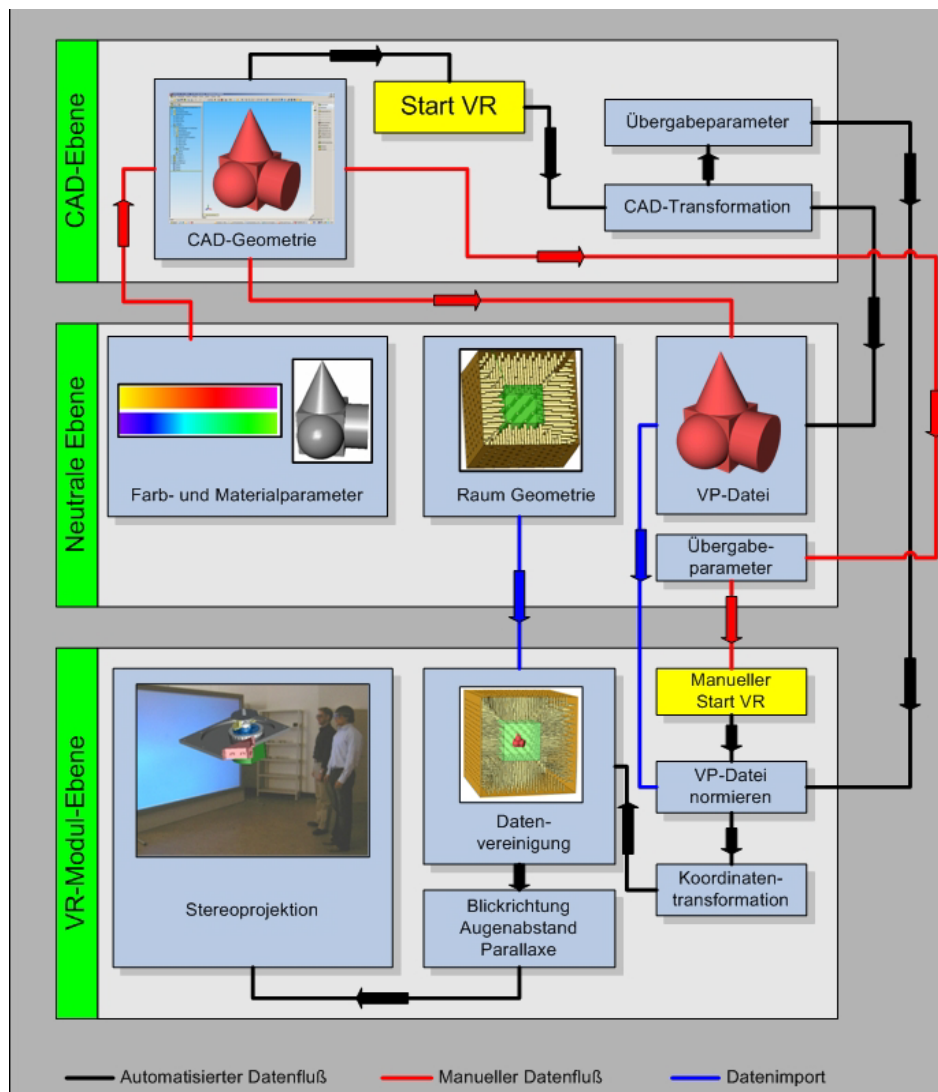 CAD-Ebene
Start VR
Übergabeparameter
CAD-Transformation
CAD-Geometrie
Neutrale Ebene
Farb- und Materialparameter
Raum Geometrie
VP-Datei
Übergabe-
parameter
VR-Modul-Ebene
Manueller
Start VR
VP-Datei
normieren
Daten-
vereinigung
Koordinaten-
transformation
Stereoprojektion
Blickrichtung
Augenabstand
Parallaxe
Automatisierter Datenfluß
Manueller Datenfluß
Datenimport